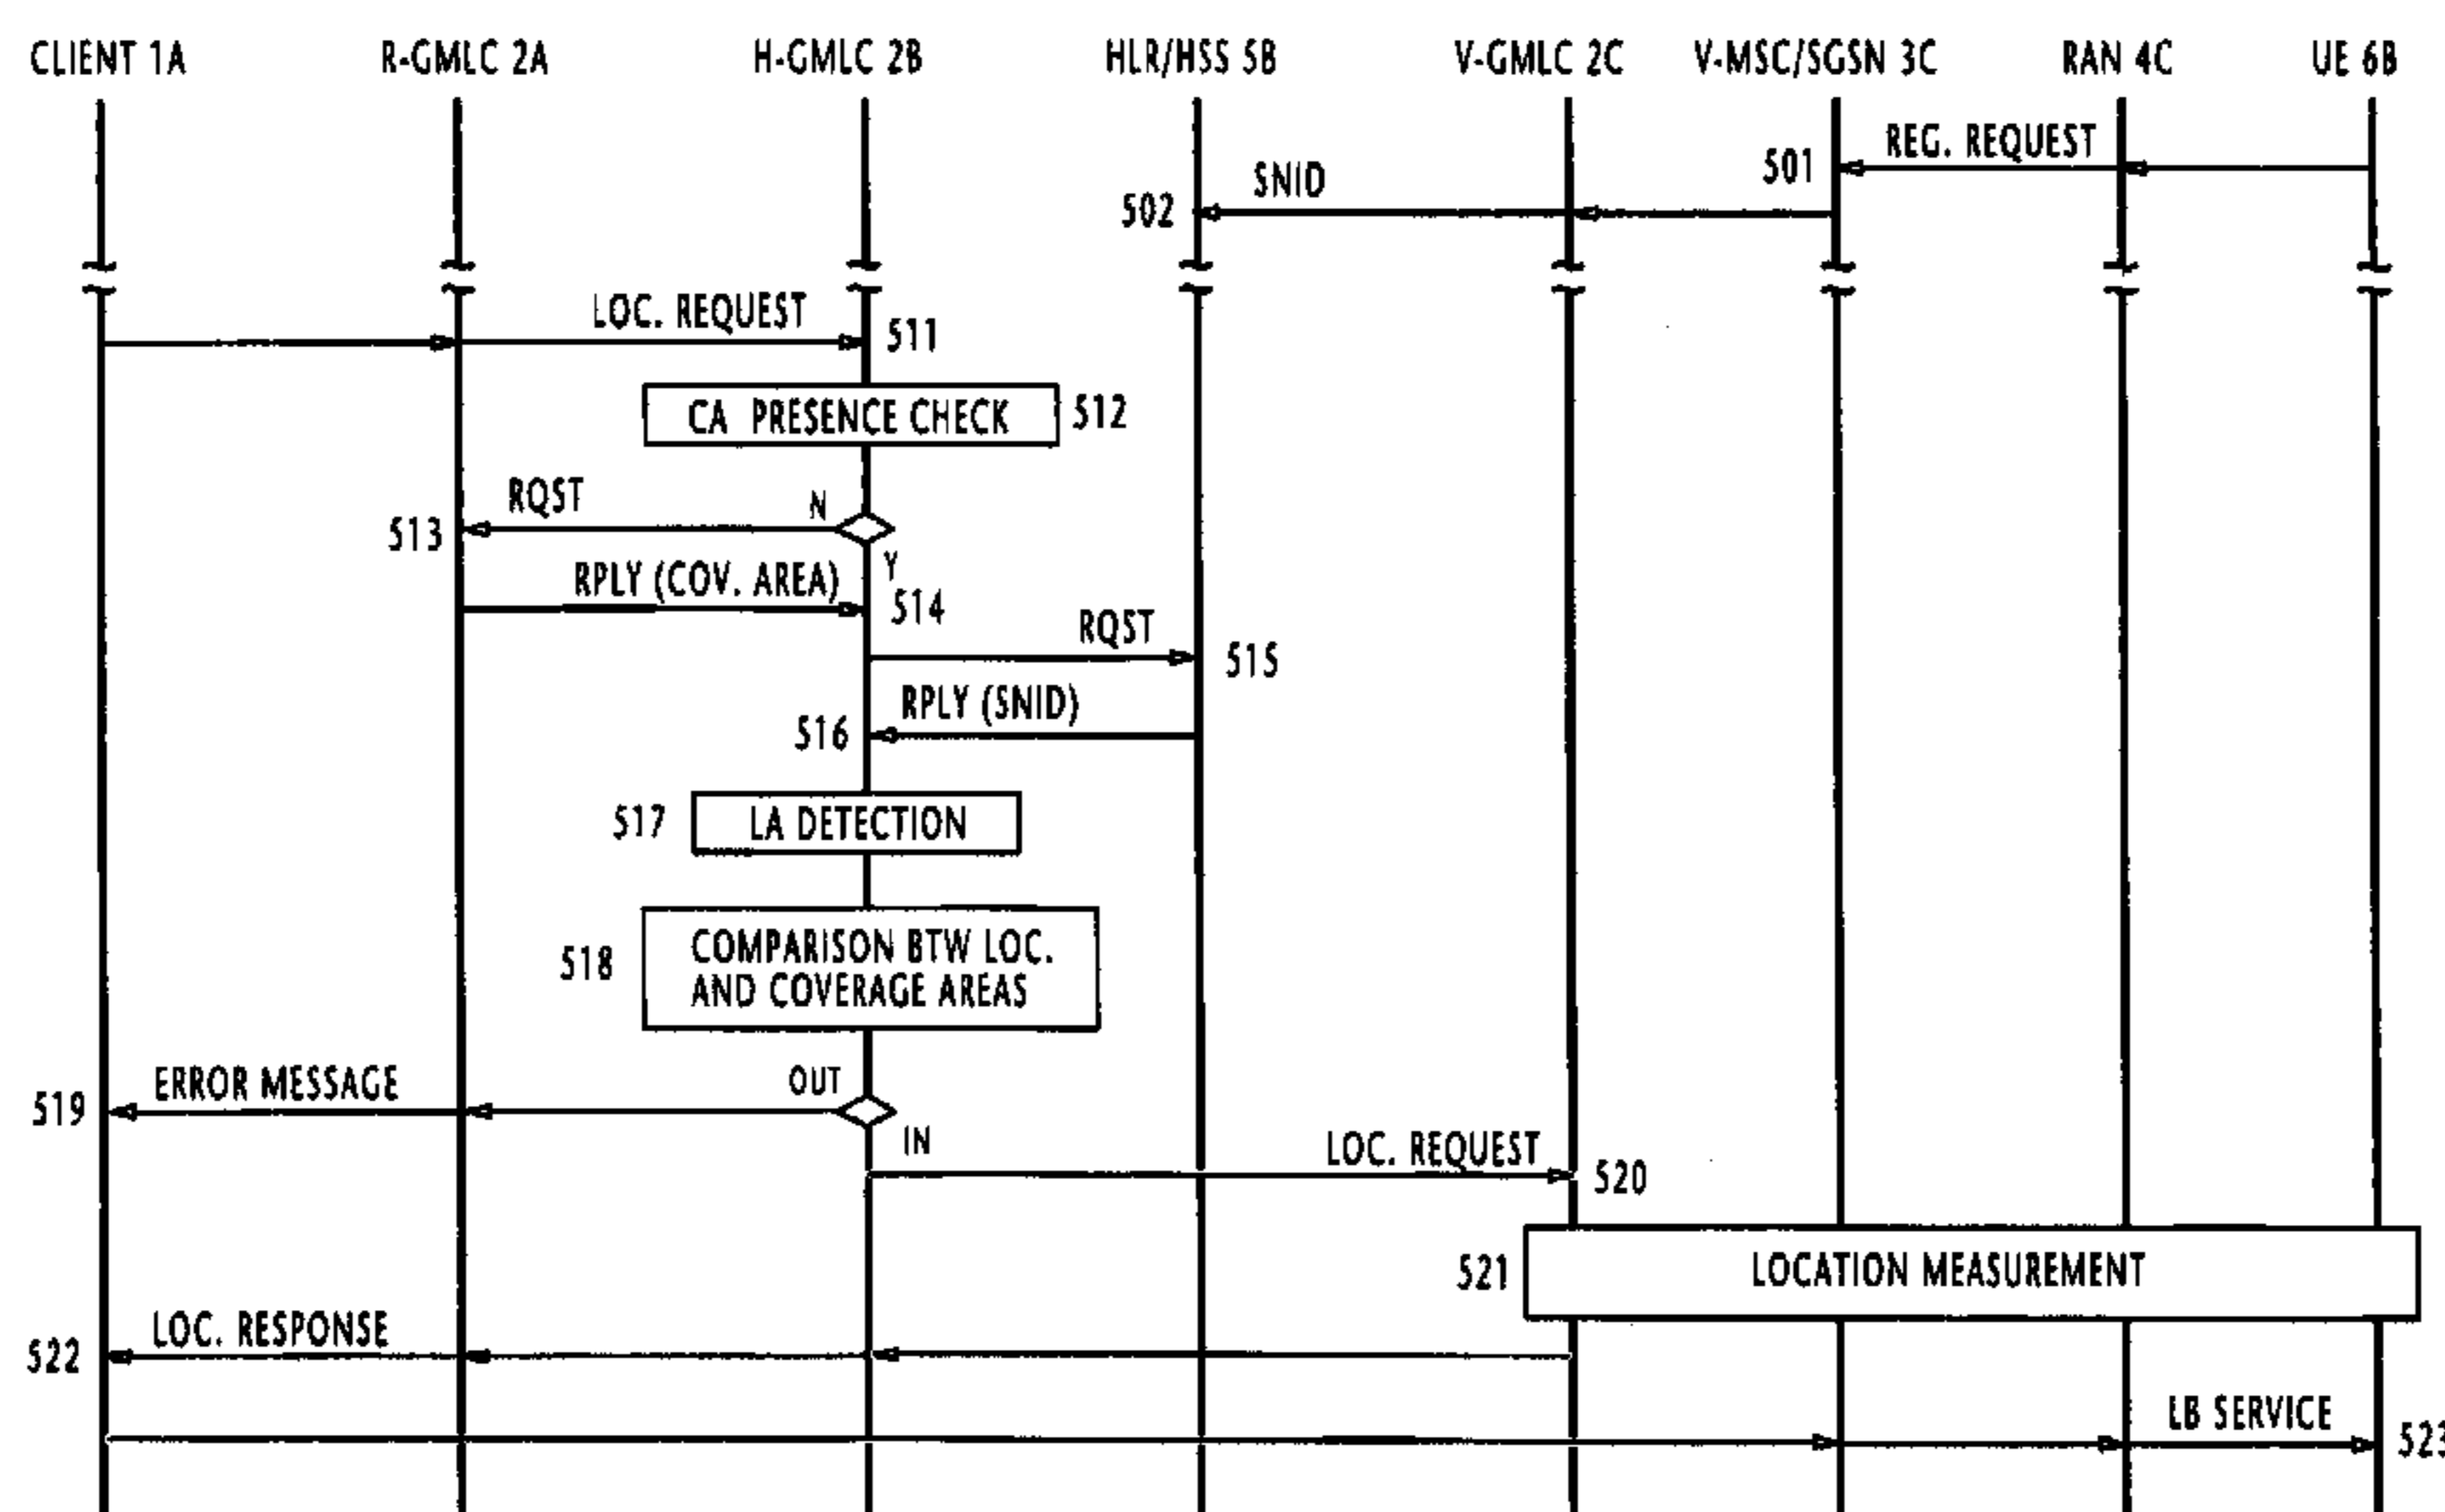 CLIENT 1A
R-GMLC 2A
H-GMLC 2B
HLR/HSS 5B
V-GMLC 2C
V-MSC/SGSN 3C
RAN 4C
UE 6B
501
REG. REQUEST
502
SNID
LOC. REQUEST
511
CA PRESENCE CHECK
512
513
RQST
N
Y
RPLY (COV. AREA)
514
RQST
515
516
RPLY (SNID)
517
LA DETECTION
518
COMPARISON BTW LOC.
AND COVERAGE AREAS
519
ERROR MESSAGE
OUT
IN
LOC. REQUEST
520
521
LOCATION MEASUREMENT
522
LOC. RESPONSE
LB SERVICE
523